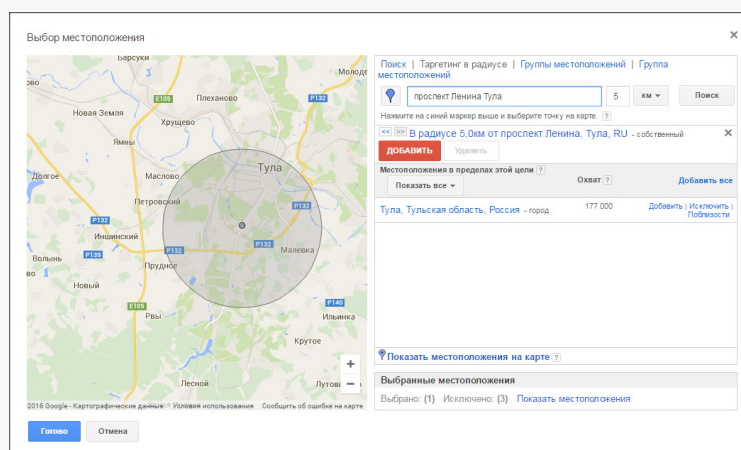 Выбор местоположения
×
Барсуки
Молоде
E105
Плеханово
P132
Новая Земля
Хрущево
Ямны
Тула
Долгое
Маслово
Петровский
P132
P132
Иншинский
P132
P132
Малевка
Волынь
P139
Прудное
Новый
E105
P140
Рвы
Ильинка
Крутое
+
Лесной
−
2016 Google - Картографические данные Условия использования Сообщить об ошибке на карте
Поиск | Таргетинг в радиусе | Группы местоположений | Группа
местоположений
проспект Ленина Тула 5 км Поиск
Нажмите на синий маркер выше и выберите точку на карте. [?]
<< >> В радиусе 5,0км от проспект Ленина, Тула, RU - собственный ×
ДОБАВИТЬ Удалить
Местоположения в пределах этой цели [?]
Показать все Охват [?] Добавить все
Тула, Тульская область, Россия - город 177 000 Добавить | Исключить |
Поблизости
Показать местоположения на карте [?]
Выбранные местоположения
Выбрано: (1) Исключено: (3) Показать местоположения
Готово Отмена